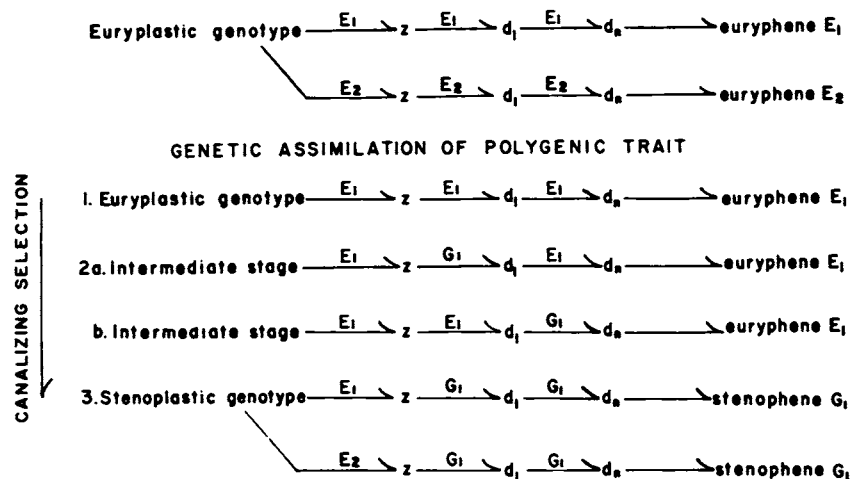 Euryplastic genotype E₁ z E₁ d₁ E₁ dₙ euryphene E₁
E₂ z E₂ d₁ E₂ dₙ euryphene E₂
GENETIC ASSIMILATION OF POLYGENIC TRAIT
CANALIZING SELECTION
1. Euryplastic genotype E₁ z E₁ d₁ E₁ dₙ euryphene E₁
2a. Intermediate stage E₁ z G₁ d₁ E₁ dₙ euryphene E₁
b. Intermediate stage E₁ z E₁ d₁ G₁ dₙ euryphene E₁
3. Stenoplastic genotype E₁ z G₁ d₁ G₁ dₙ stenophene G₁
E₂ z G₁ d₁ G₁ dₙ stenophene G₁